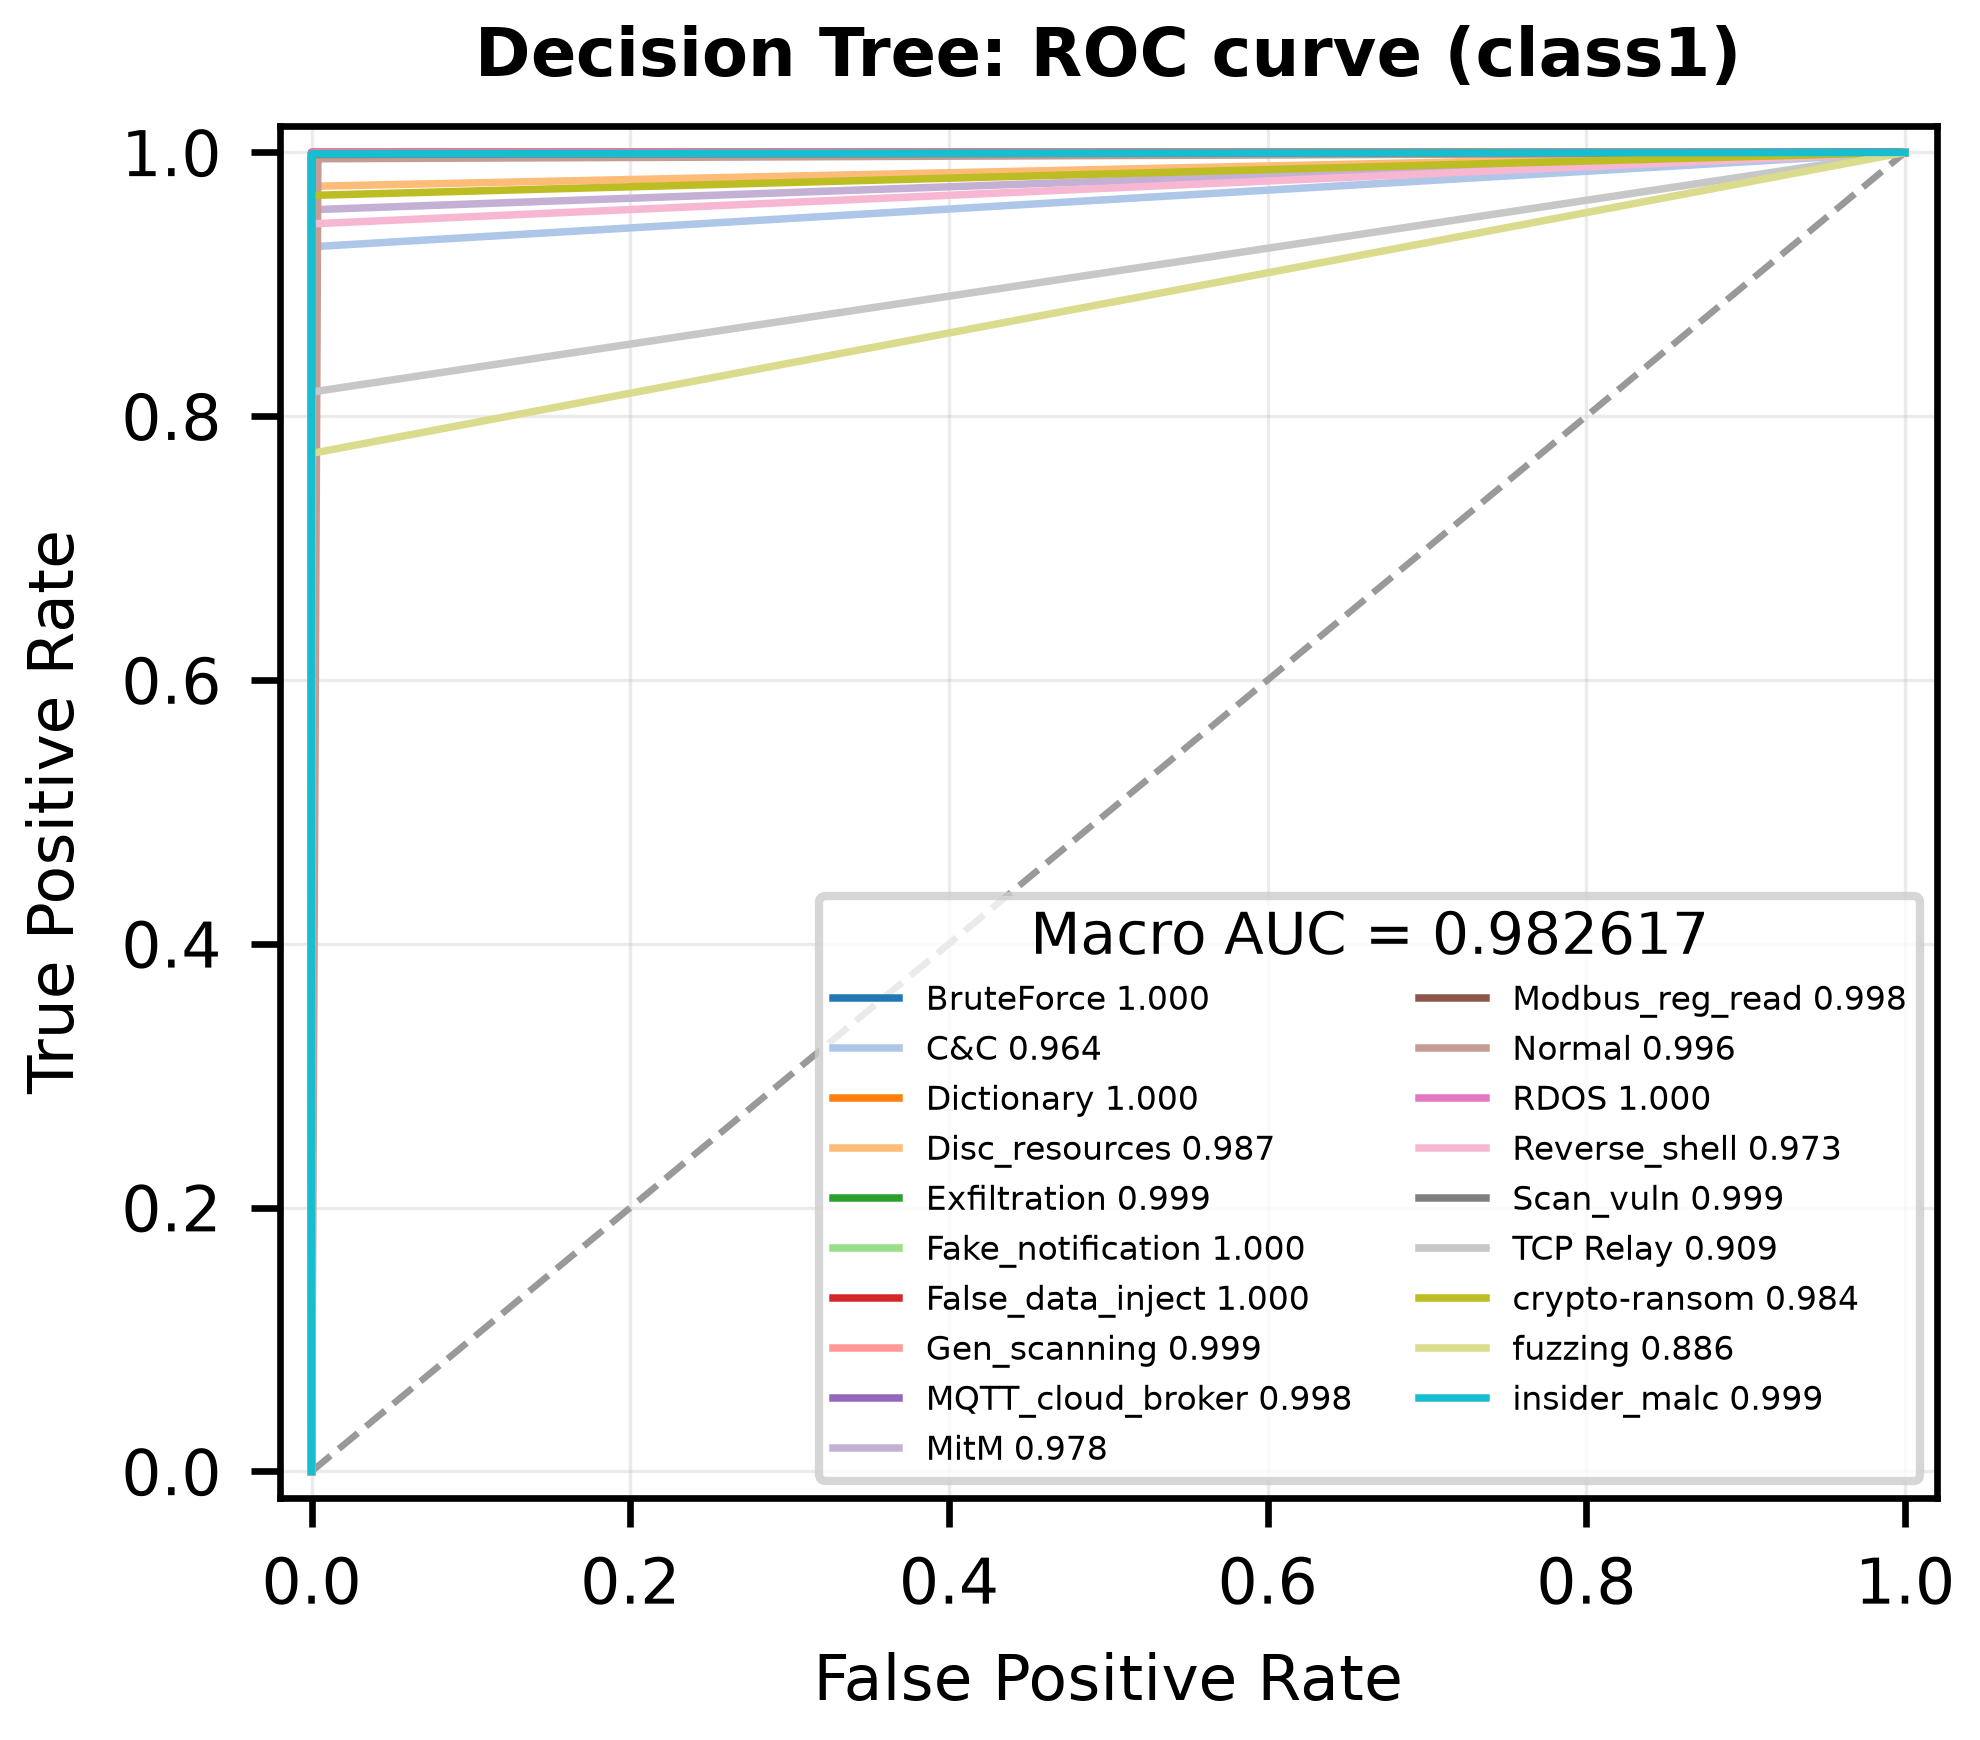 Decision Tree: ROC curve (class1)
True Positive Rate
1.0
0.8
0.6
0.4
0.2
0.0
Macro AUC = 0.982617
BruteForce 1.000
C&C 0.964
Dictionary 1.000
Disc_resources 0.987
Exfiltration 0.999
Fake_notification 1.000
False_data_inject 1.000
Gen_scanning 0.999
MQTT_cloud_broker 0.998
MitM 0.978
Modbus_reg_read 0.998
Normal 0.996
RDOS 1.000
Reverse_shell 0.973
Scan_vuln 0.999
TCP Relay 0.909
crypto-ransom 0.984
fuzzing 0.886
insider_malc 0.999
0.0 0.2 0.4 0.6 0.8 1.0
False Positive Rate